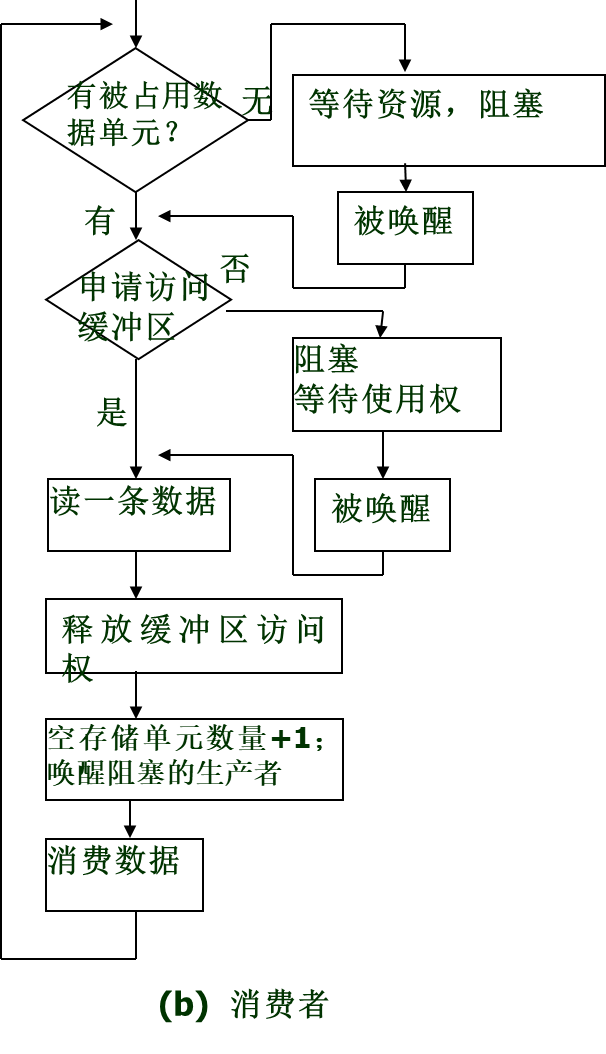 有被占用数
据单元？
无
等待资源，阻塞
被唤醒
有
申请访问
缓冲区
否
阻塞
等待使用权
是
读一条数据
被唤醒
释放缓冲区访问
权
空存储单元数量+1；
唤醒阻塞的生产者
消费数据
(b) 消费者